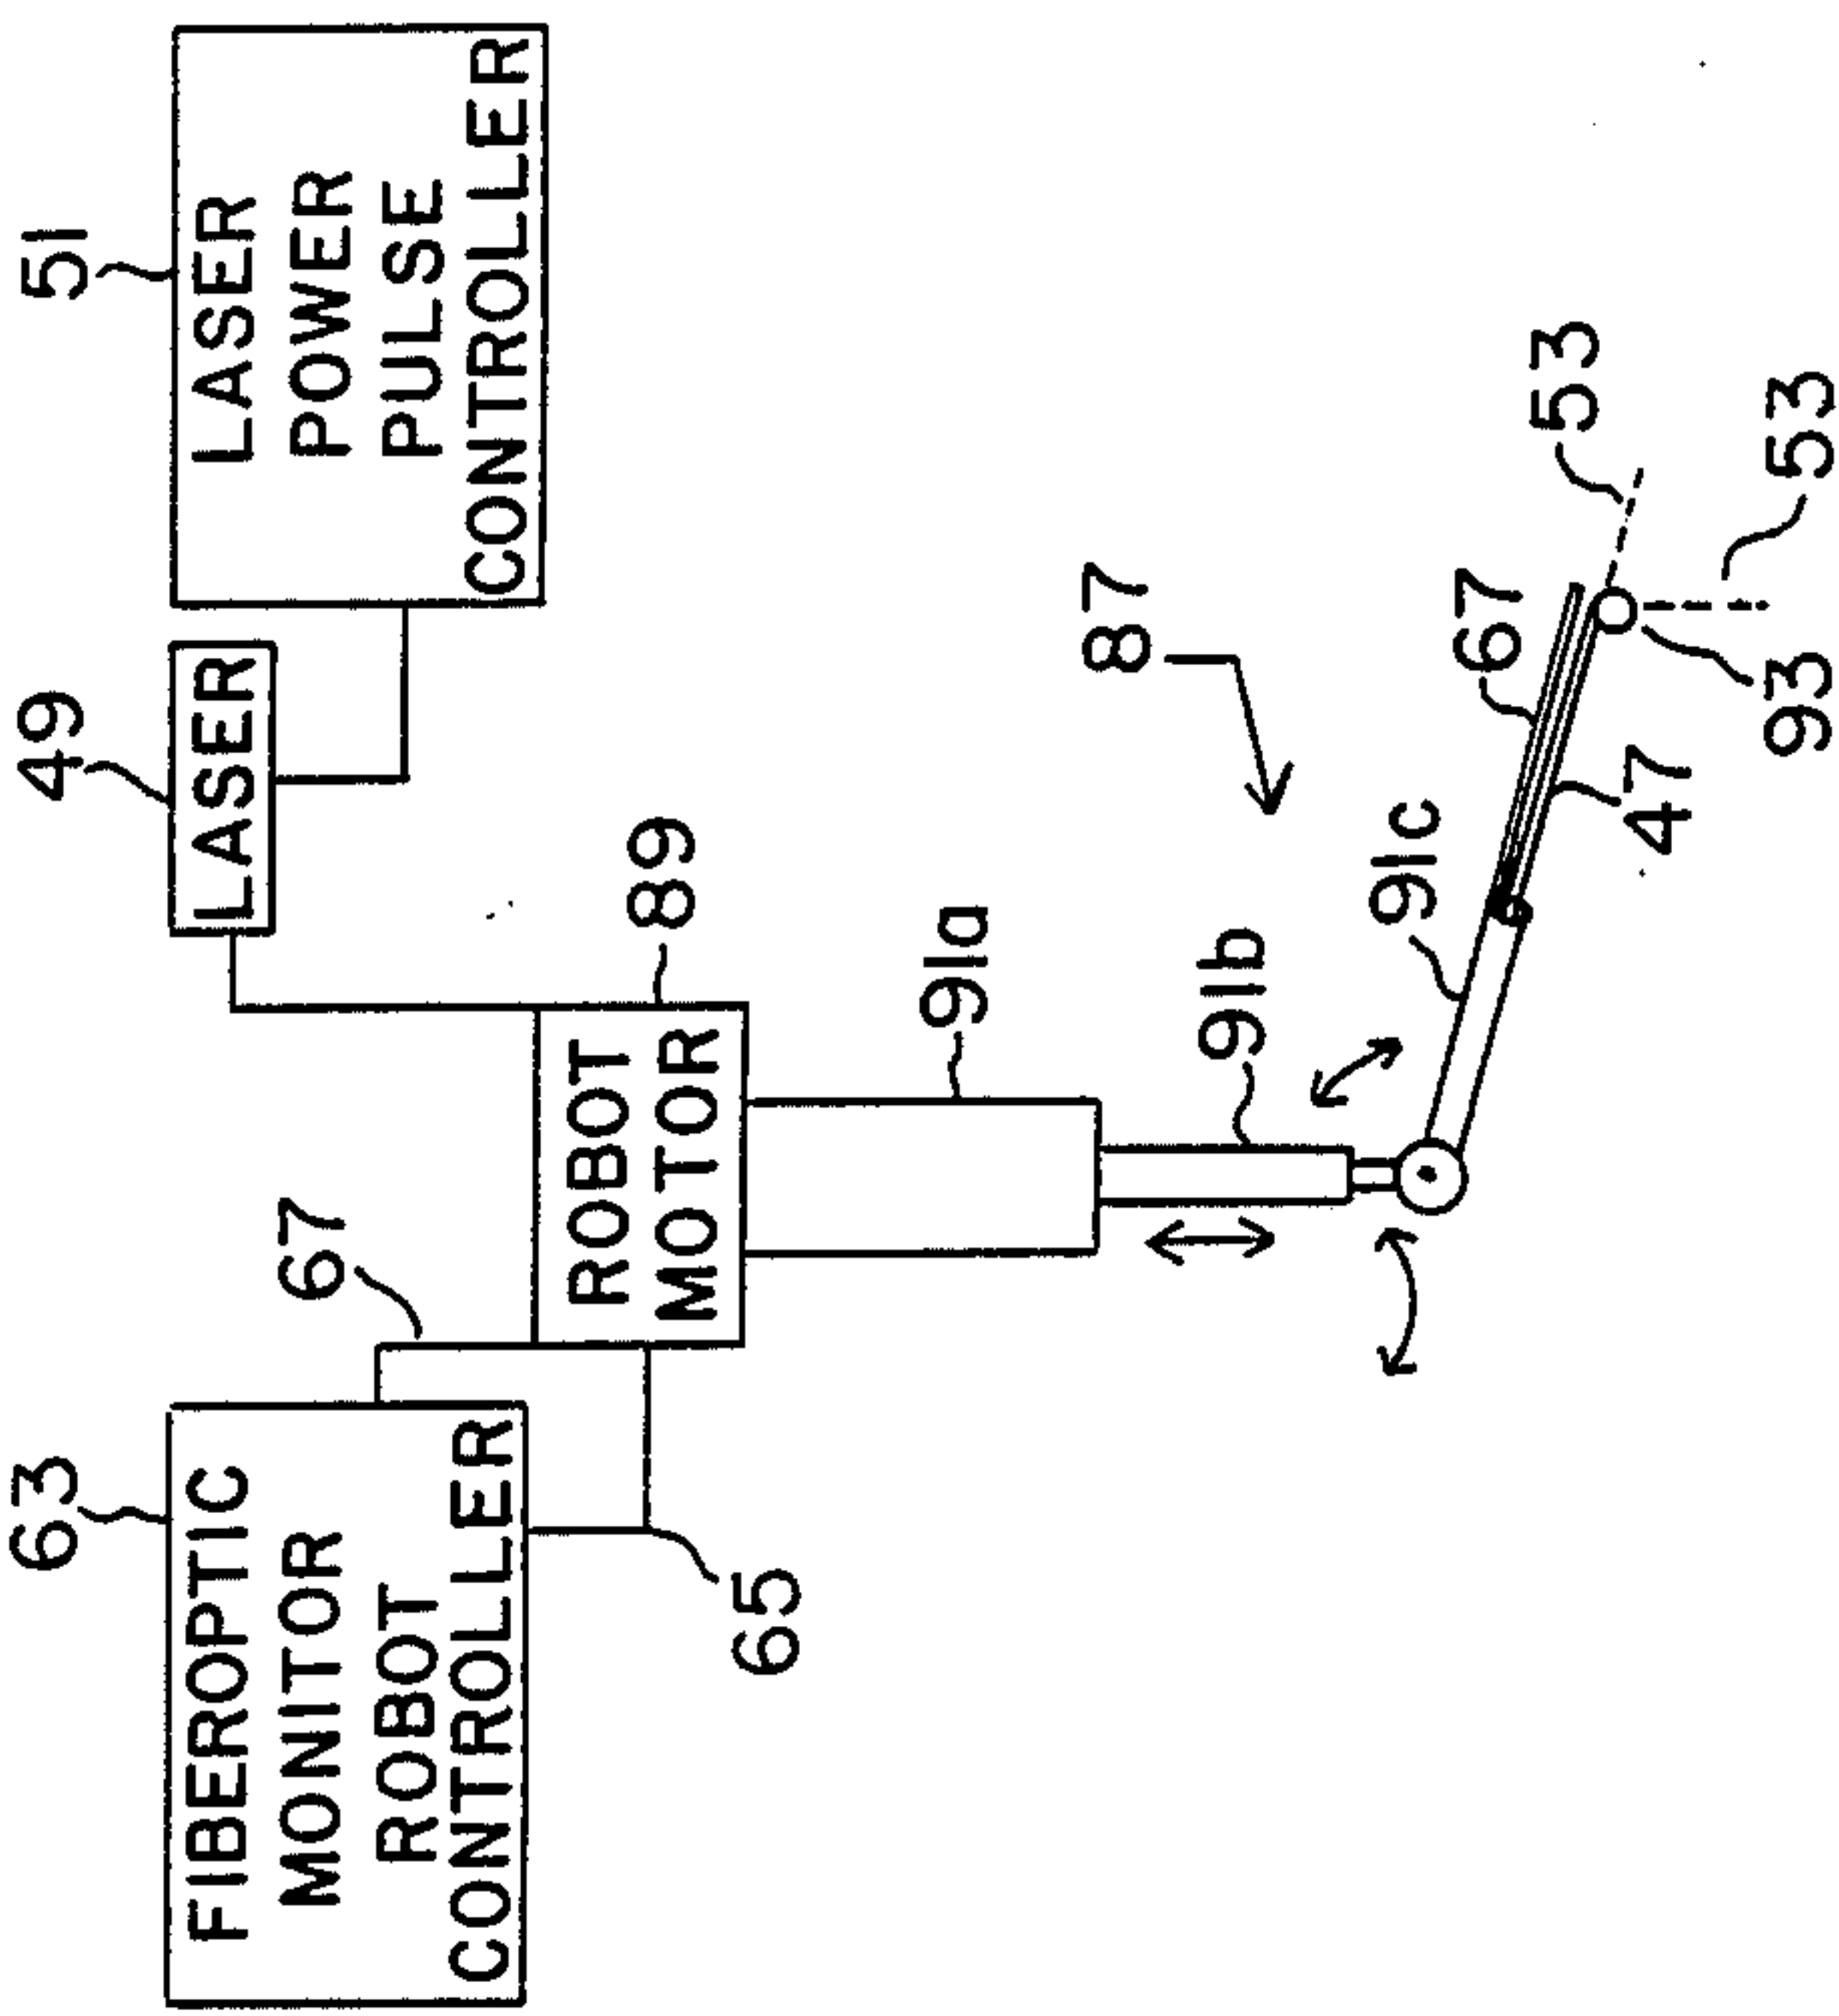 63
FIBEROPTIC
MONITOR
ROBOT
CONTROLLER
67
65
49
LASER
51
LASER
POWER
PULSE
CONTROLLER
ROBOT
MOTOR
89
91a
91b
87
91c
67
47
53
53
93